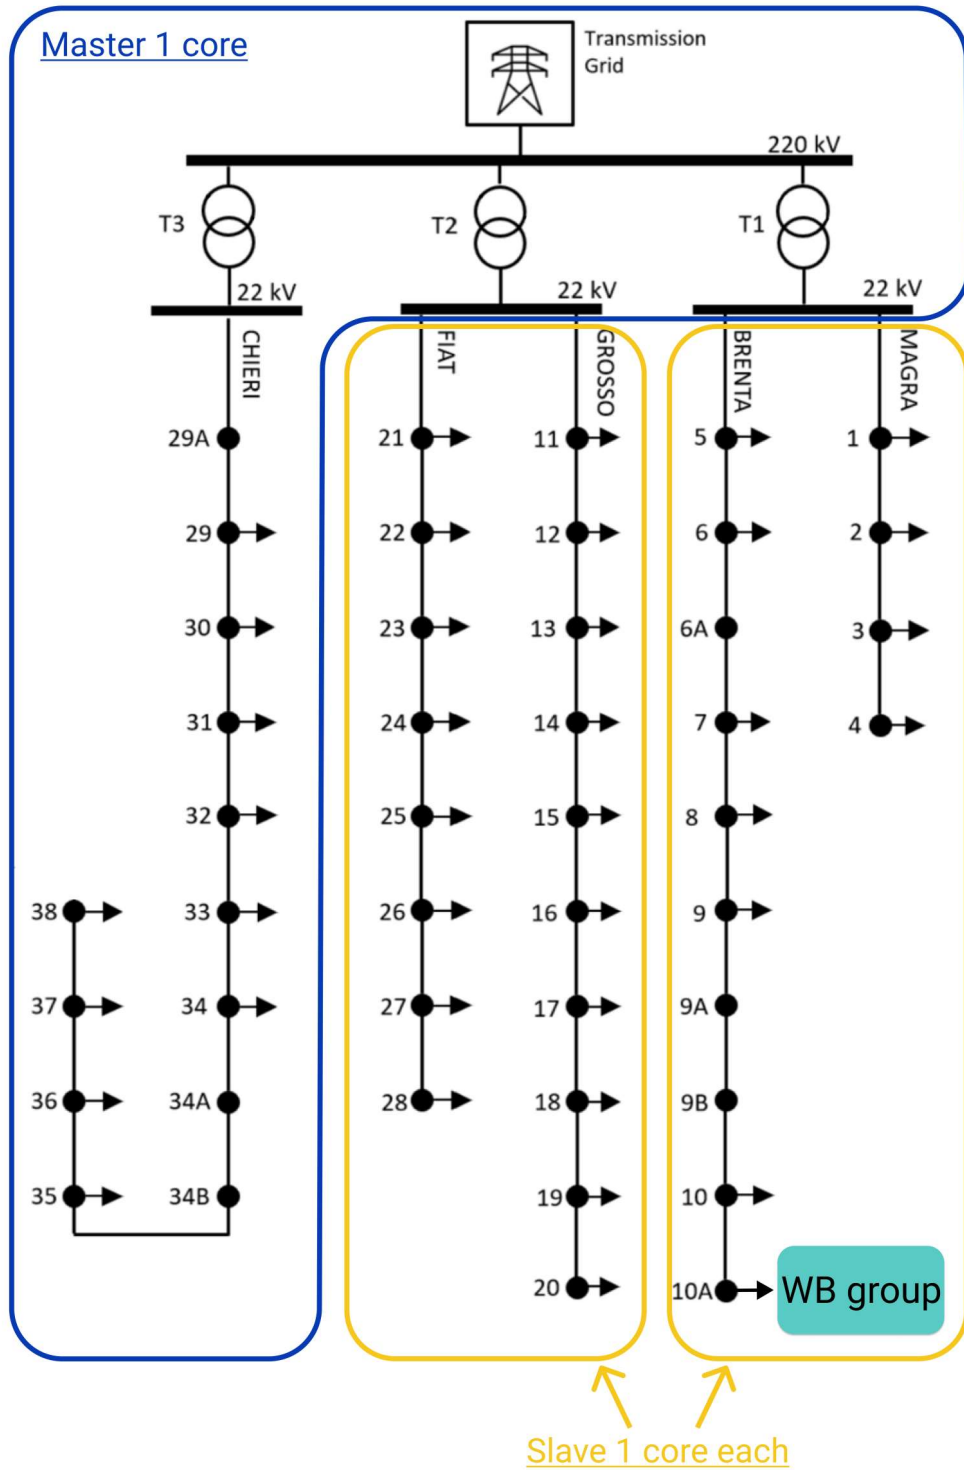 Master 1 core
Transmission
Grid
220 kV
T3
T2
T1
22 kV
22 kV
22 kV
CHIERI
FIAT
GROSSO
BRENTA
MAGRA
29A
21
11
5
1
29
22
12
6
2
30
23
13
6A
3
31
24
14
7
4
32
25
15
8
38
33
26
16
9
37
34
27
17
9A
36
34A
28
18
9B
35
34B
19
10
20
10A
WB group
Slave 1 core each